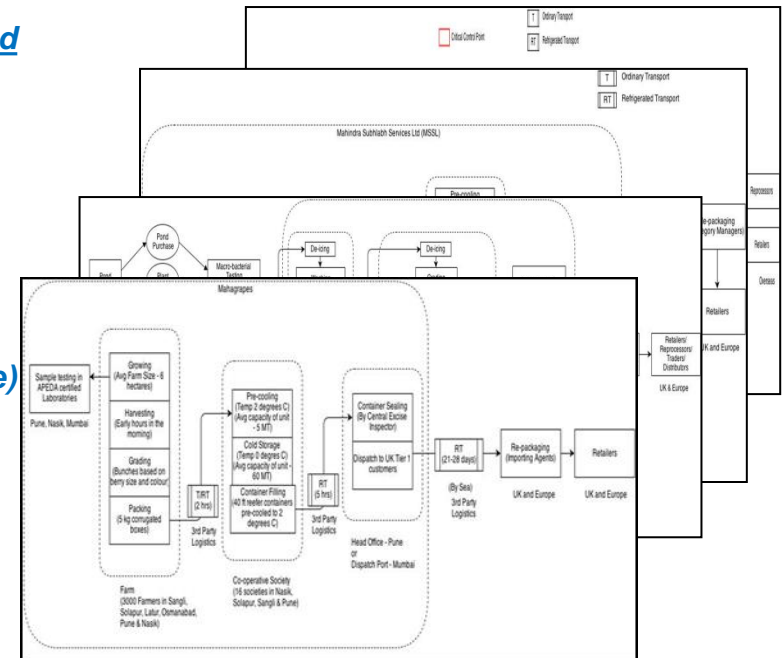 ed
e)
Critical Control Point
T
Ordinary Transport
RT
Refrigerated Transport
Reprocessors
Retailers
Overseas
T
Ordinary Transport
RT
Refrigerated Transport
Mahindra Subhlabh Services Ltd (MSSL)
Pre-cooling
e-packaging
Retailers
UK and Europe
Pond
Purchase
Pond
Plant
Macro-bacterial
Testing
De-icing
De-icing
Grading
Retailers/
Reprocessors/
Traders/
Distributors
UK & Europe
Mahagrapes
Sample testing in
APEDA certified
Laboratories
Pune, Nasik, Mumbai
Growing
(Avg Farm Size - 6
hectares)
Harvesting
(Early hours in the
morning)
Grading
(Bunches based on
berry size and colour)
Packing
(5 kg corrugated
boxes)
Farm
(3000 Farmers in Sangli,
Solapur, Latur, Osmanabad,
Pune & Nasik)
T/RT
(2 hrs)
3rd Party
Logistics
Pre-cooling
(Temp 2 degrees C)
(Avg capacity of unit
- 5 MT)
Cold Storage
(Temp 0 degres C)
(Avg capacity of unit -
60 MT)
Container Filling
(40 ft reefer containers
pre-cooled to 2
degrees C)
Co-operative Society
(16 societies in Nasik,
Solapur, Sangli & Pune)
RT
(5 hrs)
3rd Party
Logistics
Container Sealing
(By Central Excise
Inspector)
Dispatch to UK Tier 1
customers
Head Office - Pune
or
Dispatch Port - Mumbai
RT
(21-28 days)
(By Sea)
3rd Party
Logistics
Re-packaging
(Importing Agents)
UK and Europe
Retailers
UK and Europe